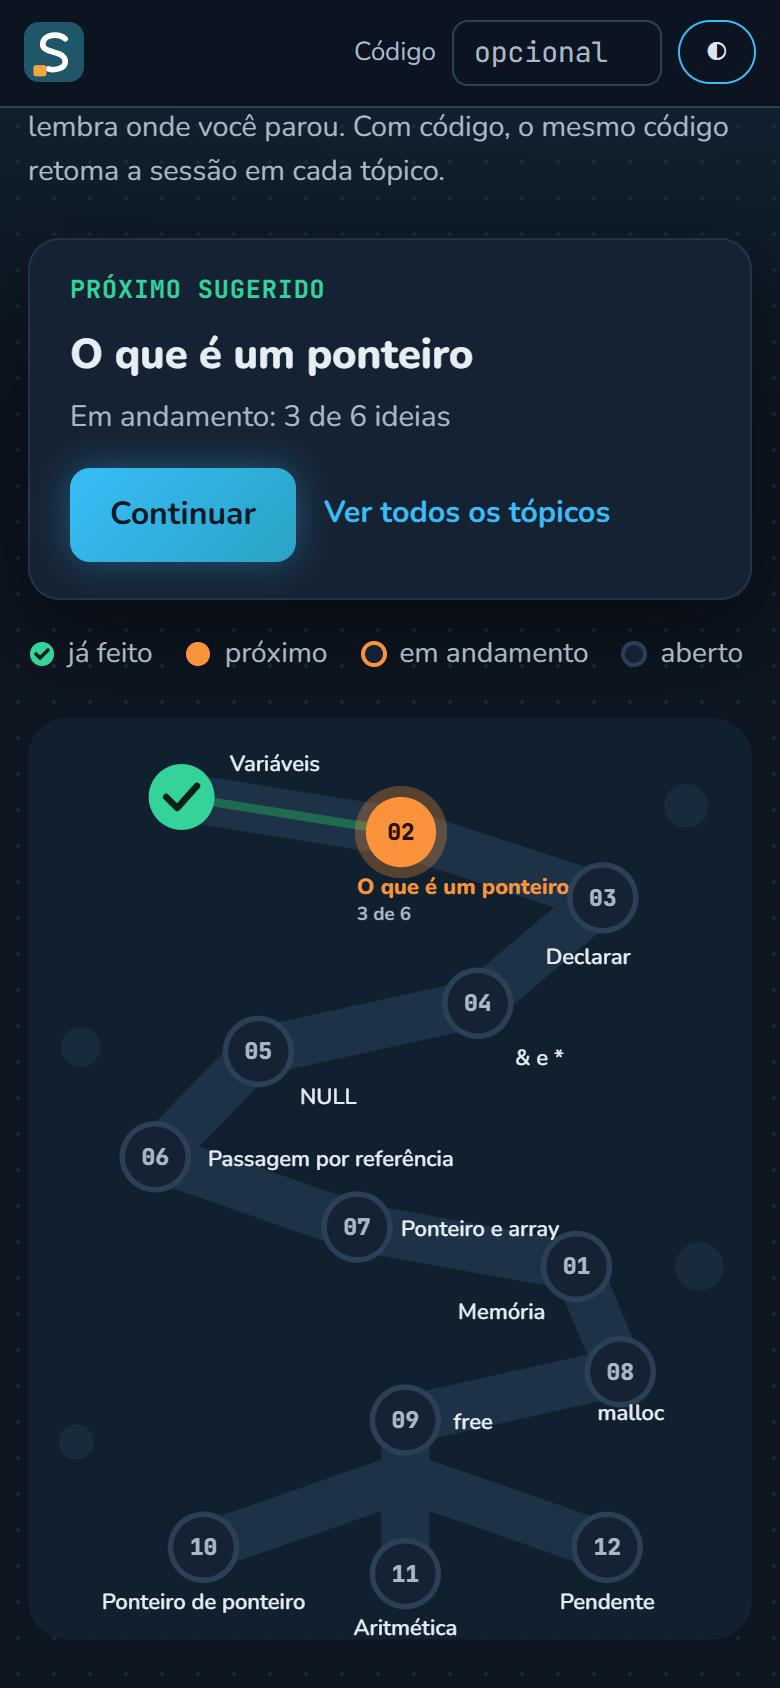 S
Código
opcional
lembra onde você parou. Com código, o mesmo código
retoma a sessão em cada tópico.
PRÓXIMO SUGERIDO
O que é um ponteiro
Em andamento: 3 de 6 ideias
Continuar
Ver todos os tópicos
já feito
próximo
em andamento
aberto
Variáveis
02
O que é um ponteiro
3 de 6
03
Declarar
04
& e *
05
NULL
06
Passagem por referência
07
Ponteiro e array
01
Memória
08
malloc
09
free
10
Ponteiro de ponteiro
11
Aritmética
12
Pendente